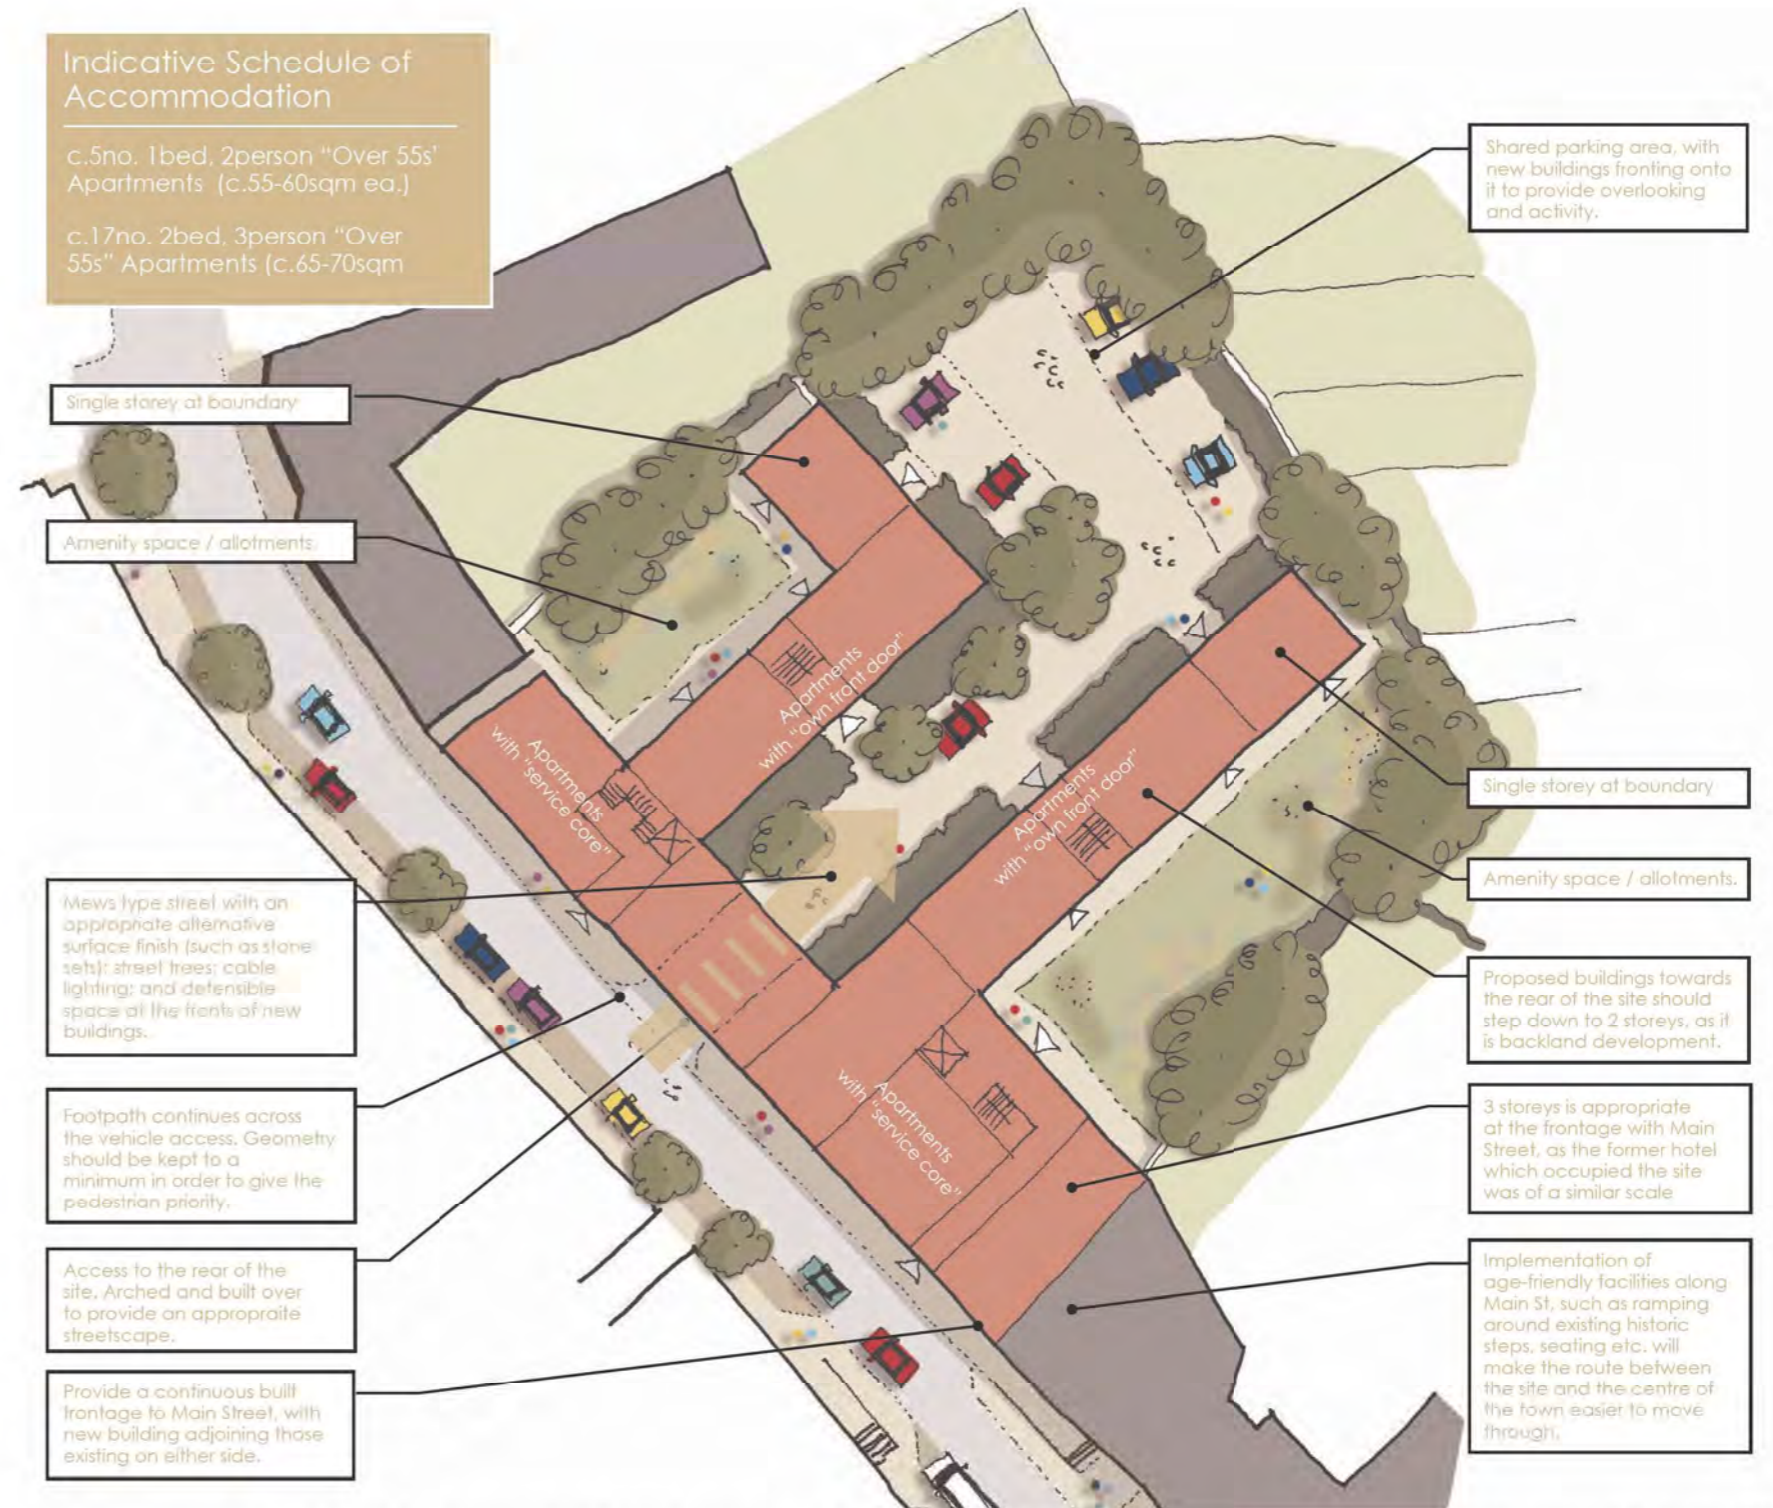 Indicative Schedule of
Accommodation
c.5no. 1bed, 2person “Over 55s’
Apartments (c.55-60sqm ea.)
c.17no. 2bed, 3person “Over
55s” Apartments (c.65-70sqm
Single storey at boundary
Amenity space / allotments.
Mews type street with an
appropriate alternative
surface finish (such as stone
sets); street trees; cable
lighting; and defensible
space at the fronts of new
buildings.
Footpath continues across
the vehicle access. Geometry
should be kept to a
minimum in order to give the
pedestrian priority.
Access to the rear of the
site. Arched and built over
to provide an appropraite
streetscape.
Provide a continuous built
frontage to Main Street, with
new building adjoining those
existing on either side.
Apartments
with “service core”
Apartments
with “own front door”
Apartments
with “own front door”
Apartments
with “service core”
Shared parking area, with
new buildings fronting onto
it to provide overlooking
and activity.
Single storey at boundary
Amenity space / allotments.
Proposed buildings towards
the rear of the site should
step down to 2 storeys, as it
is backland development.
3 storeys is appropriate
at the frontage with Main
Street, as the former hotel
which occupied the site
was of a similar scale
Implementation of
age-friendly facilities along
Main St, such as ramping
around existing historic
steps, seating etc. will
make the route between
the site and the centre of
the town easier to move
through.